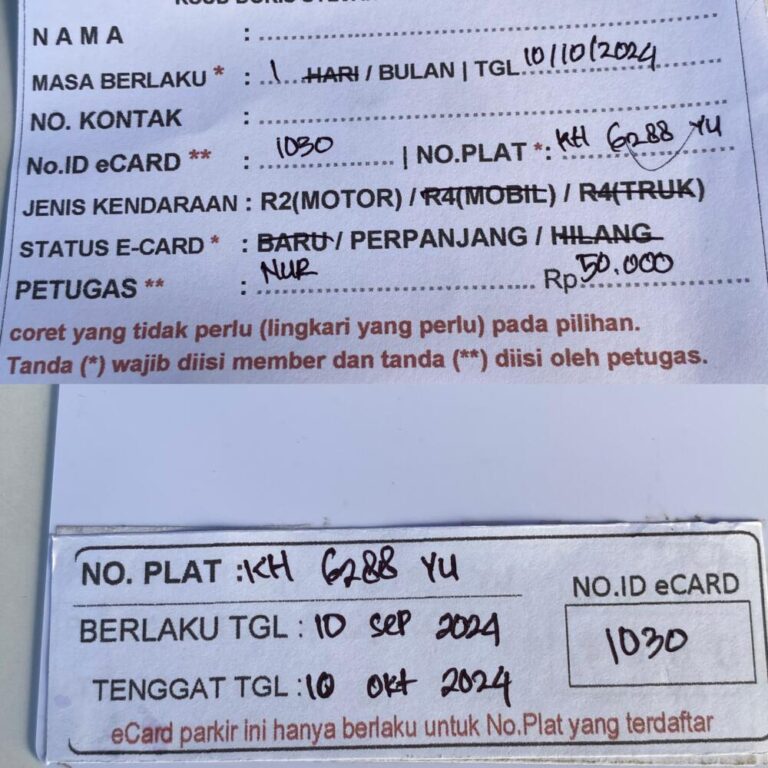 NAMA :
MASA BERLAKU * : 1 HARI / BULAN | TGL 10/10/2024
NO. KONTAK :
No.ID eCARD ** : 1030 | NO.PLAT *: KH 6288 YU
JENIS KENDARAAN : R2(MOTOR) / R4(MOBIL) / R4(TRUK)
STATUS E-CARD * : BARU / PERPANJANG / HILANG
PETUGAS ** : NUR Rp 50.000
coret yang tidak perlu (lingkari yang perlu) pada pilihan.
Tanda (*) wajib diisi member dan tanda (**) diisi oleh petugas.
NO. PLAT : KH 6288 YU
NO.ID eCARD
BERLAKU TGL : 10 SEP 2024
1030
TENGGAT TGL : 10 Okt 2024
eCard parkir ini hanya berlaku untuk No.Plat yang terdaftar